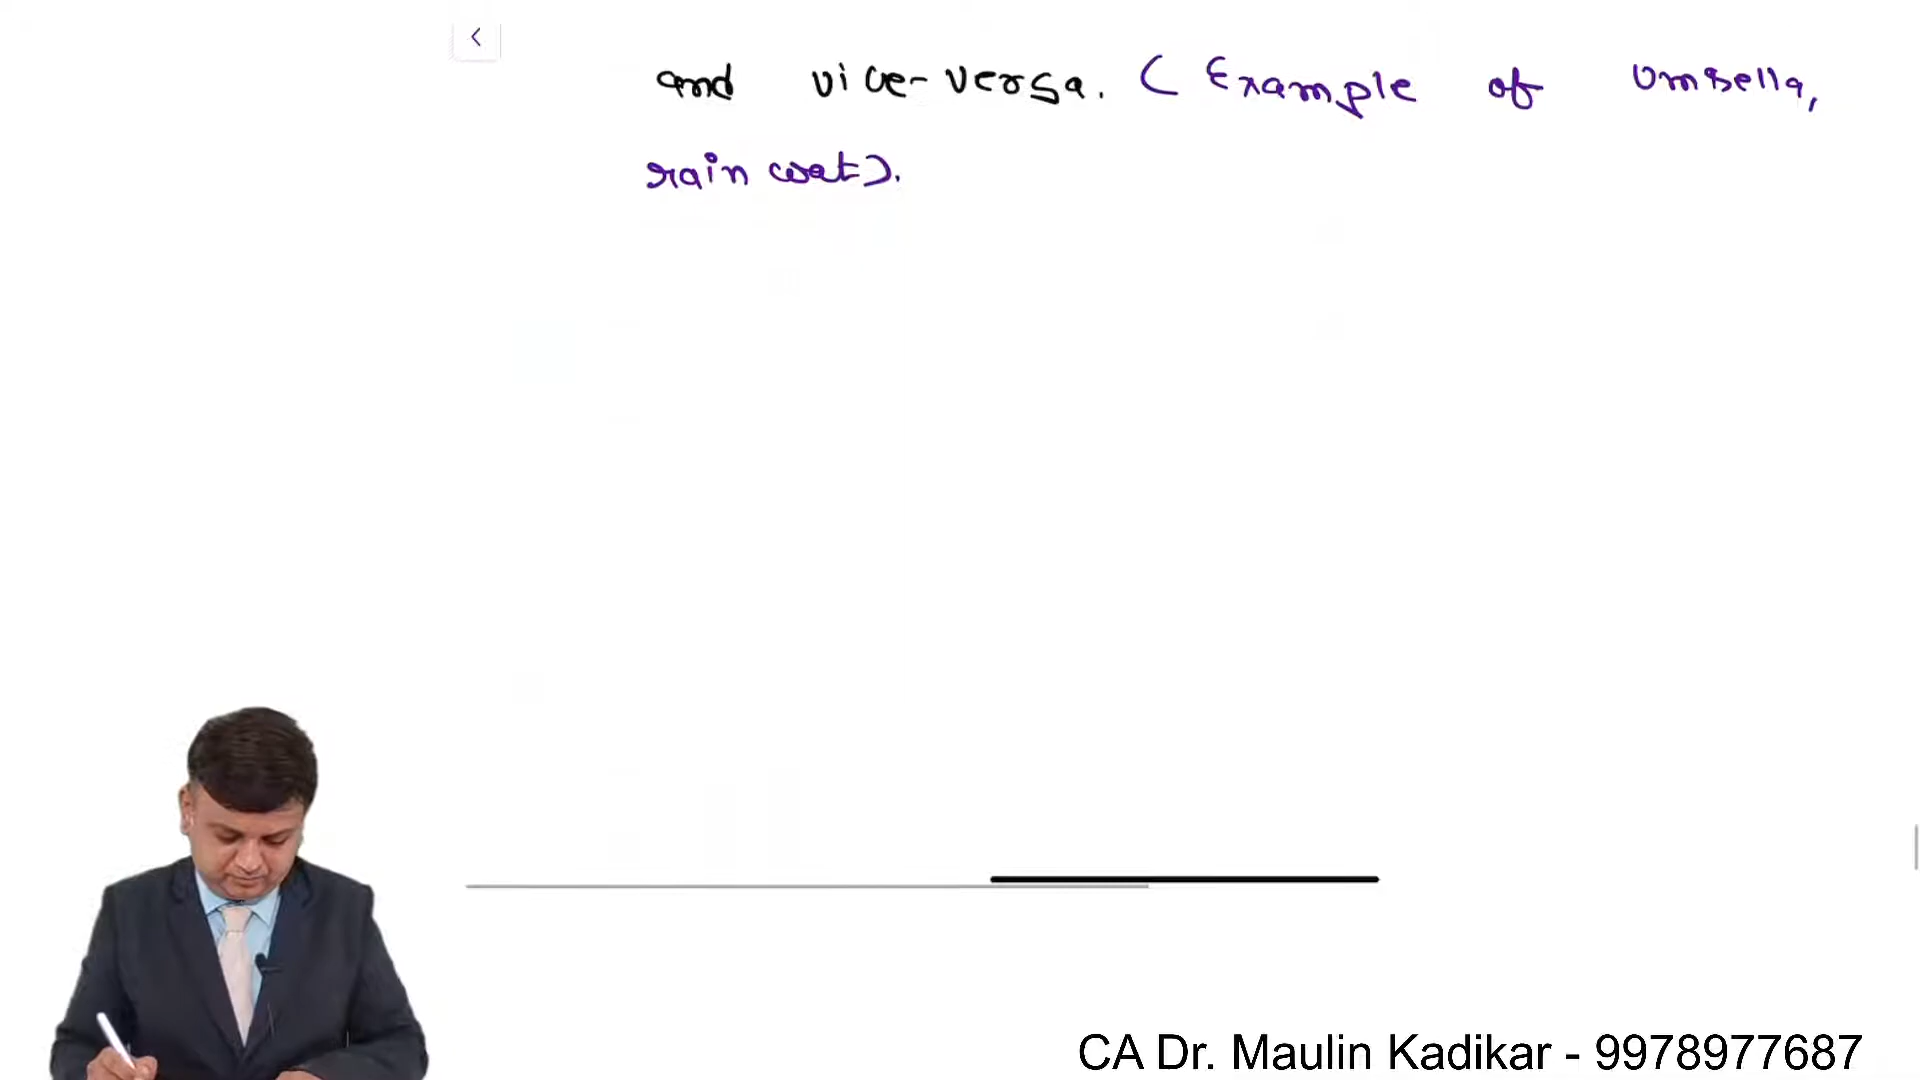 and vice-versa. (Example of Umbrella,
rain coat).
CA Dr. Maulin Kadikar - 9978977687